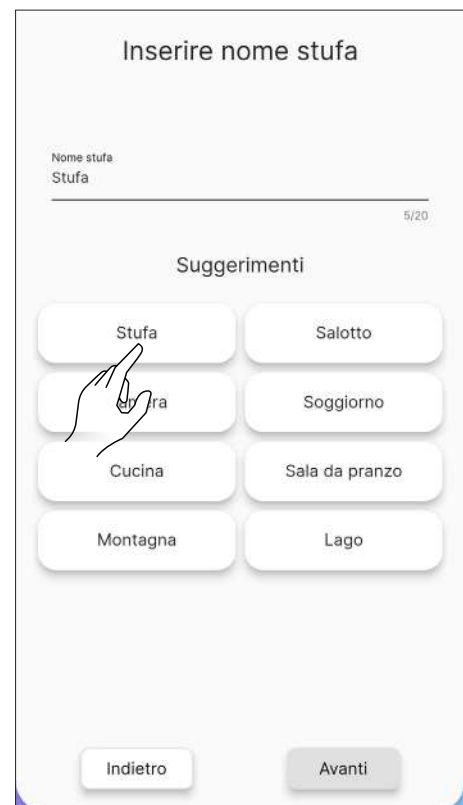 Inserire nome stufa
Nome stufa
Stufa
5/20
Suggerimenti
Stufa
Salotto
Soggiorno
Cucina
Sala da pranzo
Montagna
Lago
Indietro
Avanti